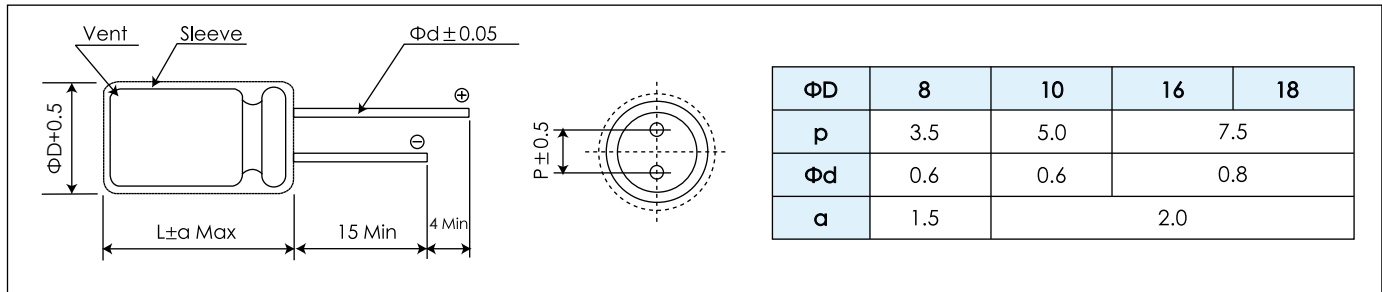 Vent
Sleeve
Φd±0.05
ΦD+0.5
⊕
⊖
L±a Max
15 Min
4 Min
P±0.5
ΦD 8 10 16 18
p 3.5 5.0 7.5
Φd 0.6 0.6 0.8
a 1.5 2.0